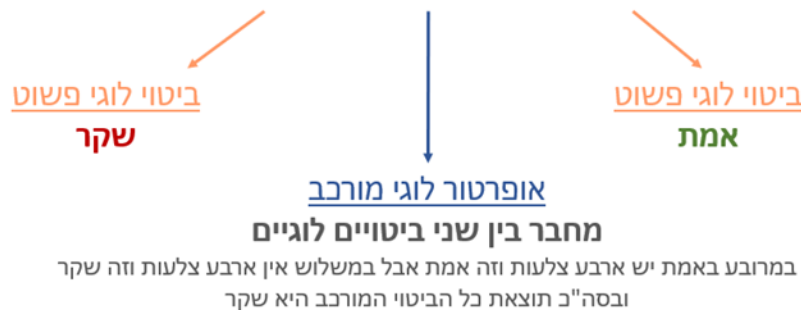 ביטוי לוגי פשוט
אמת
ביטוי לוגי פשוט
שקר
אופרטור לוגי מורכב
מחבר בין שני ביטויים לוגיים
במרובע באמת יש ארבע צלעות וזה אמת אבל במשלוש אין ארבע צלעות וזה שקר
ובסה"כ תוצאת כל הביטוי המורכב היא שקר